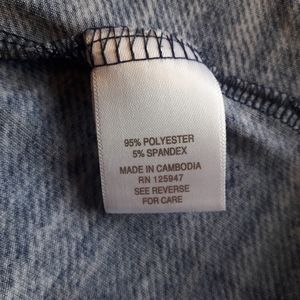 95% POLYESTER
5% SPANDEX
MADE IN CAMBODIA
RN 125947
SEE REVERSE
FOR CARE